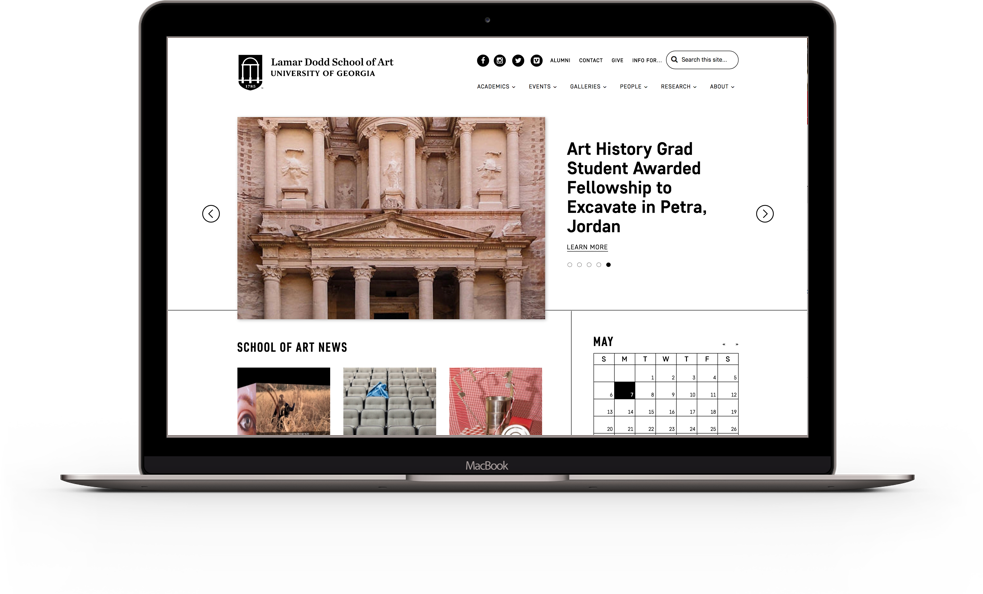 Lamar Dodd School of Art
UNIVERSITY OF GEORGIA
1785
ALUMNI CONTACT GIVE INFO FOR... Search this site...
ACADEMICS EVENTS GALLERIES PEOPLE RESEARCH ABOUT
Art History Grad
Student Awarded
Fellowship to
Excavate in Petra,
Jordan
LEARN MORE
SCHOOL OF ART NEWS
MAY
S M T W T F S
1 2 3 4 5
6 7 8 9 10 11 12
13 14 15 16 17 18 19
20 21 22 23 24 25 26
MacBook